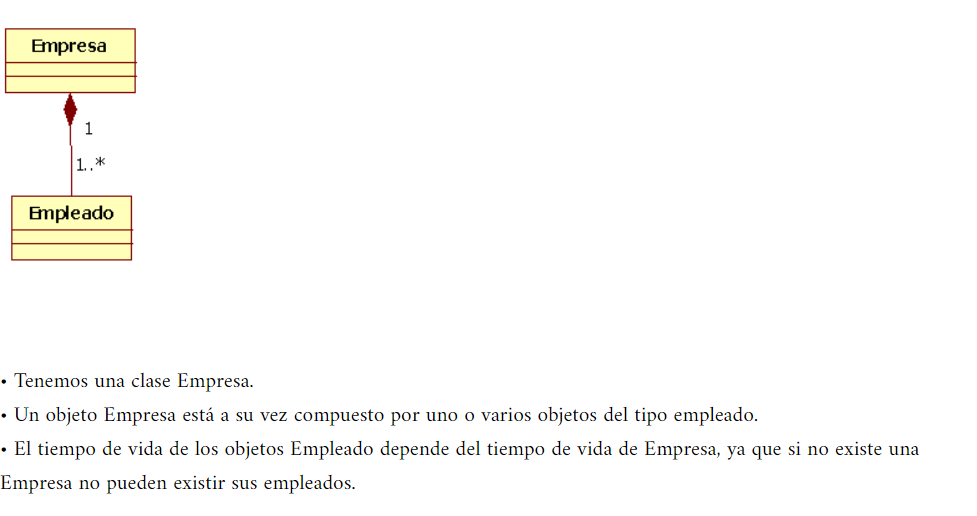 Empresa
1
1..*
Empleado
• Tenemos una clase Empresa.
• Un objeto Empresa está a su vez compuesto por uno o varios objetos del tipo empleado.
• El tiempo de vida de los objetos Empleado depende del tiempo de vida de Empresa, ya que si no existe una
Empresa no pueden existir sus empleados.